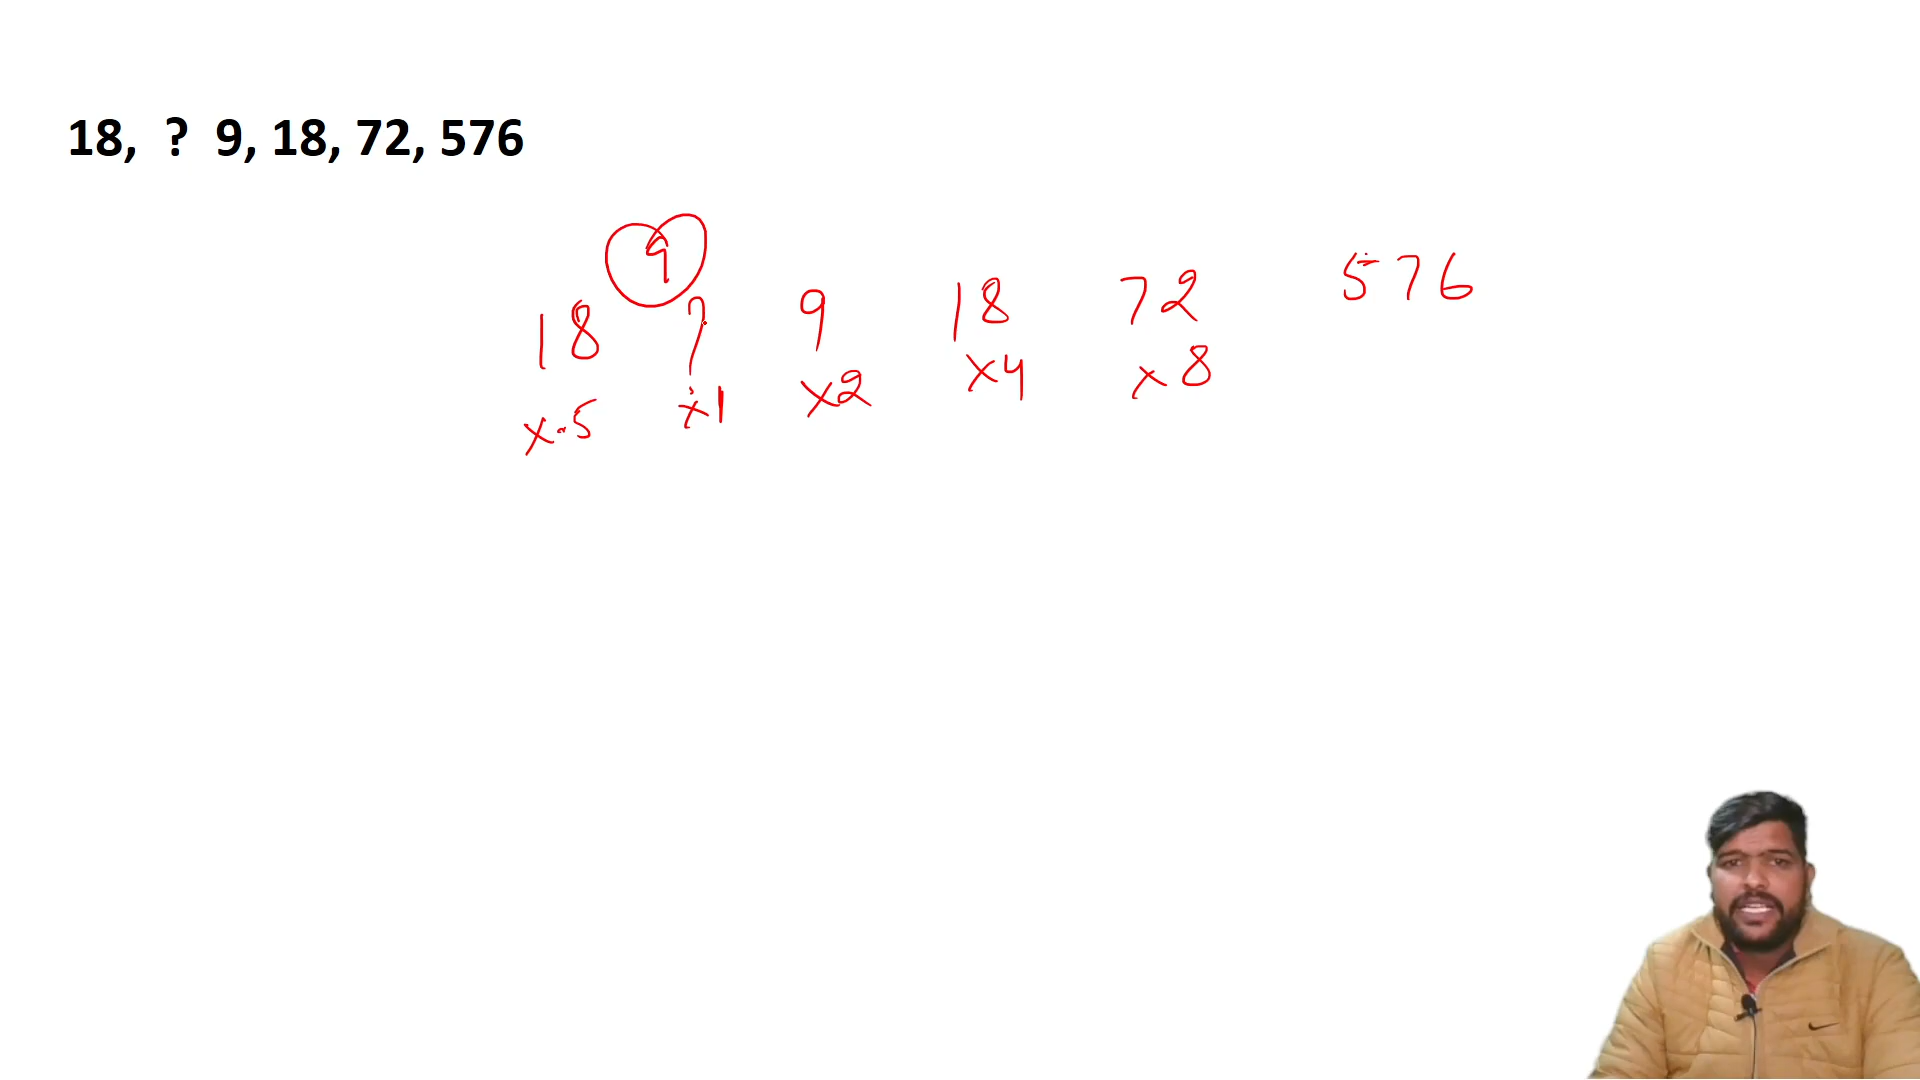 18, ? 9, 18, 72, 576
9
18 ? 9 18 72 576
x.5 x1 x2 x4 x8